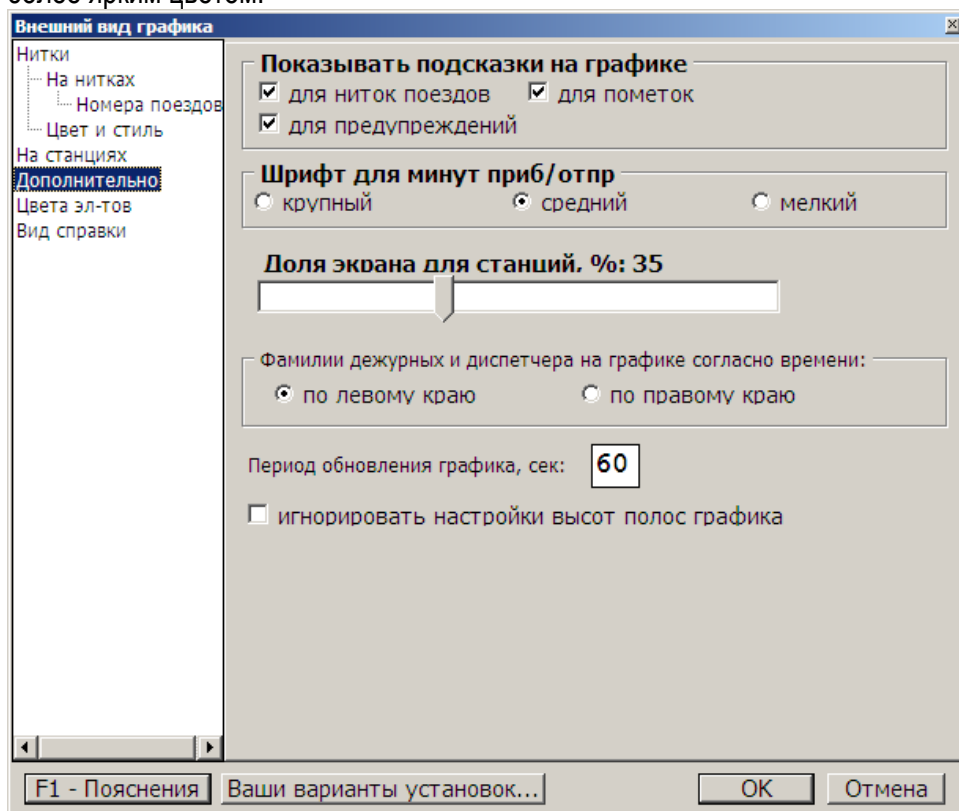 более ярким цветом.
Внешний вид графика
Нитки
На нитках
Номера поездов
Цвет и стиль
На станциях
Дополнительно
Цвета эл-тов
Вид справки
Показывать подсказки на графике
для ниток поездов для пометок
для предупреждений
Шрифт для минут приб/отпр
крупный средний мелкий
Доля экрана для станций, %: 35
Фамилии дежурных и диспетчера на графике согласно времени:
по левому краю по правому краю
Период обновления графика, сек: 60
игнорировать настройки высот полос графика
F1 - Пояснения Ваши варианты установок... OK Отмена